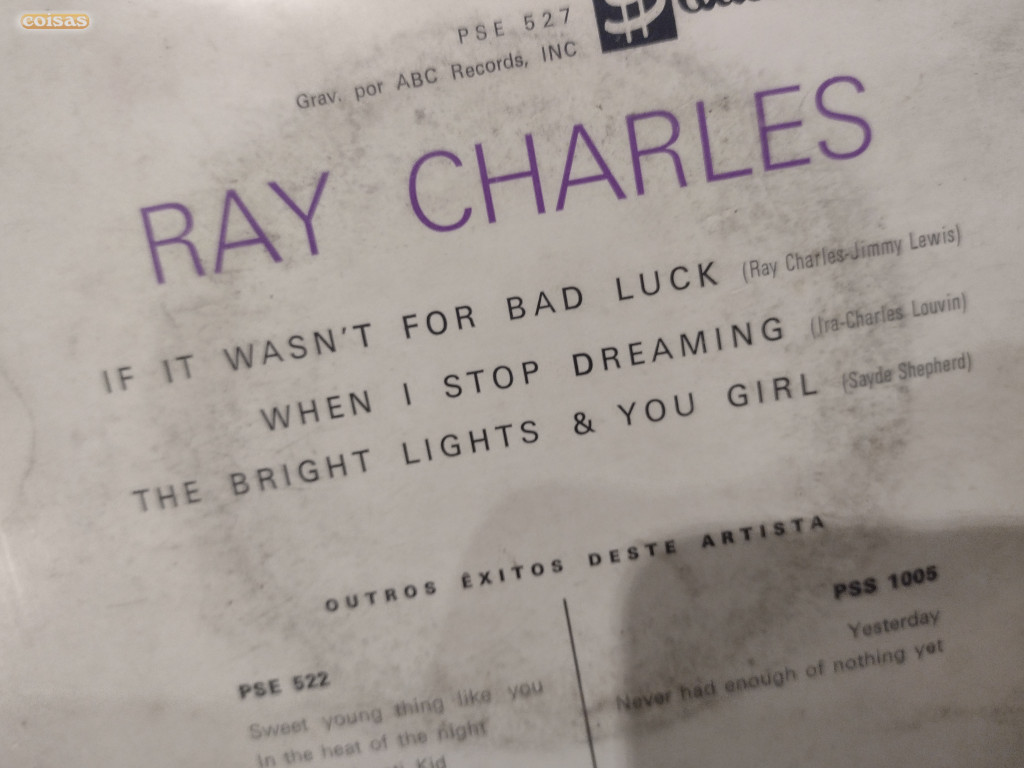 coisas
PSE 527
Grav. por ABC Records, INC
RAY CHARLES
IF IT WASN'T FOR BAD LUCK (Ray Charles-Jimmy Lewis)
WHEN I STOP DREAMING (Ira-Charles Louvin)
THE BRIGHT LIGHTS & YOU GIRL (Sayde Shepherd)
OUTROS ÊXITOS DESTE ARTISTA
PSE 522
Sweet young thing like you
In the heat of the night
Kid
PSS 1005
Yesterday
Never had enough of nothing yet